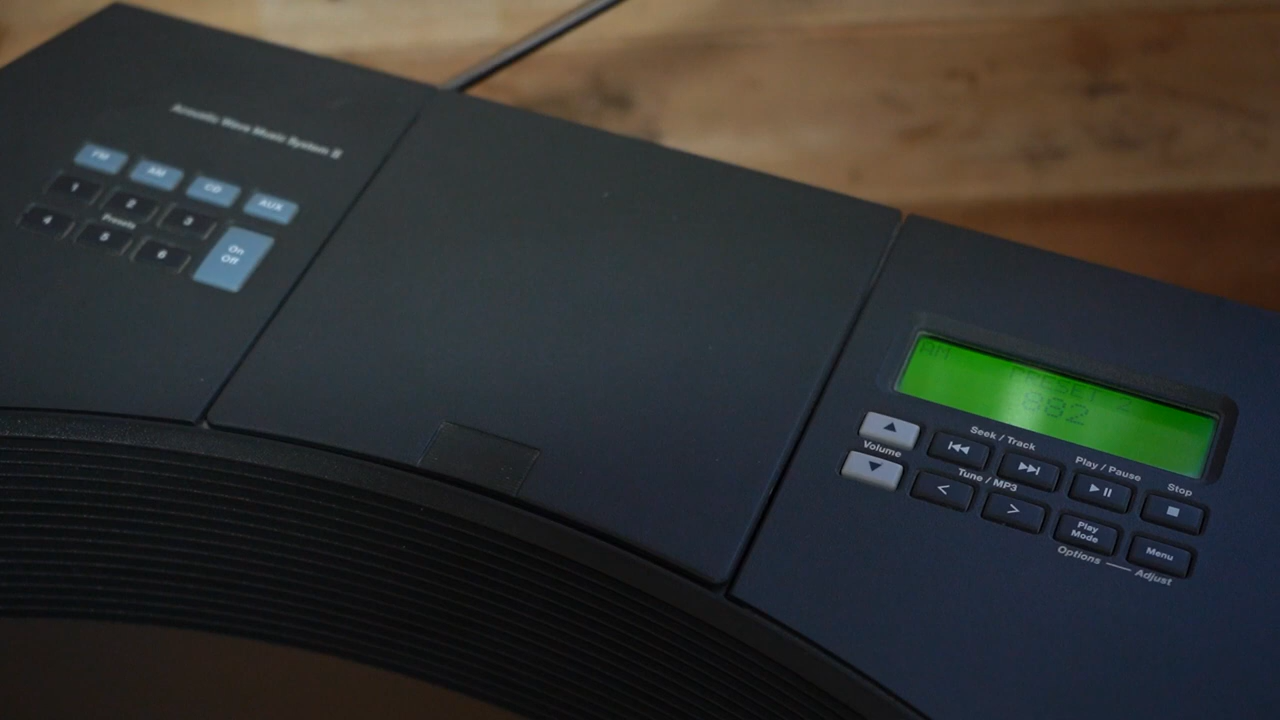 Acoustic Wave Music System II
FM AM CD AUX
1 2 3
Presets
4 5 6
On
Off
AM
PRESET 2
892
Volume
Seek / Track
Play / Pause
Stop
Tune / MP3
Play
Mode
Menu
Options Adjust